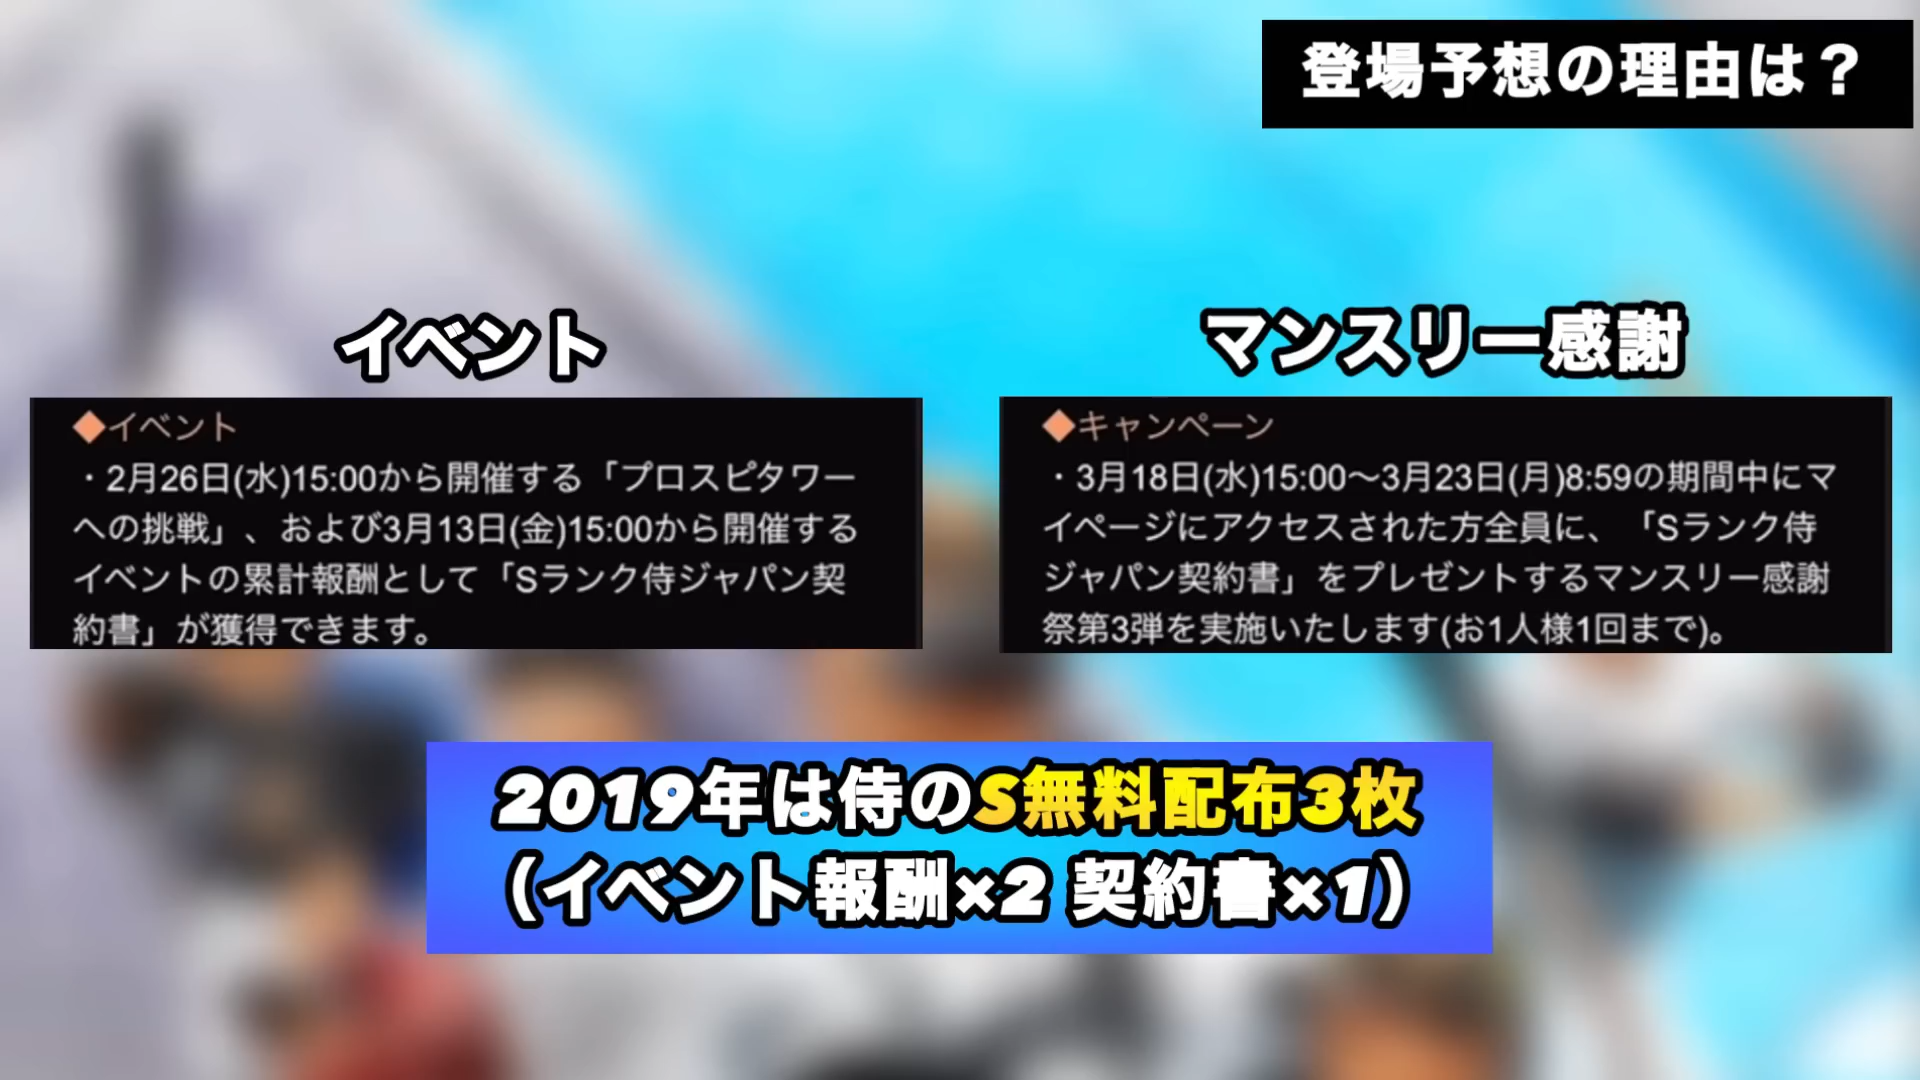 登場予想の理由は？
イベント
◆イベント
・2月26日(水)15:00から開催する「プロスピタワー
への挑戦」、および3月13日(金)15:00から開催する
イベントの累計報酬として「Sランク侍ジャパン契
約書」が獲得できます。
マンスリー感謝
◆キャンペーン
・3月18日(水)15:00〜3月23日(月)8:59の期間中にマ
イページにアクセスされた方全員に、「Sランク侍
ジャパン契約書」をプレゼントするマンスリー感謝
祭第3弾を実施いたします(お1人様1回まで)。
2019年は侍のS無料配布3枚
（イベント報酬×2 契約書×1）